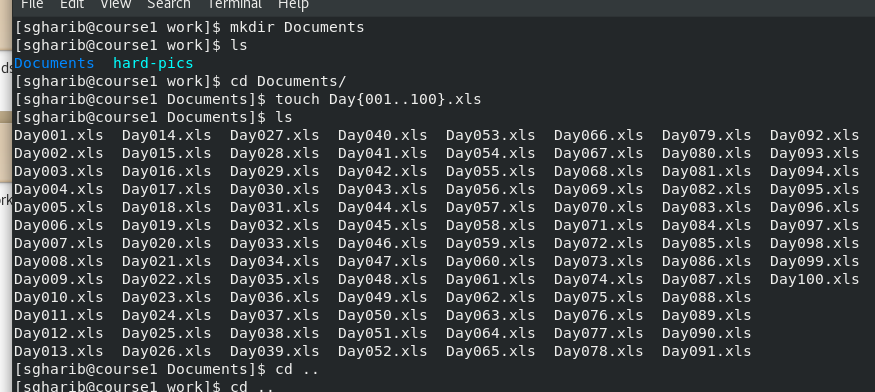 File Edit View Search Terminal Help
[sgharib@course1 work]$ mkdir Documents
[sgharib@course1 work]$ ls
Documents  hard-pics
[sgharib@course1 work]$ cd Documents/
[sgharib@course1 Documents]$ touch Day{001..100}.xls
[sgharib@course1 Documents]$ ls
Day001.xls  Day014.xls  Day027.xls  Day040.xls  Day053.xls  Day066.xls  Day079.xls  Day092.xls
Day002.xls  Day015.xls  Day028.xls  Day041.xls  Day054.xls  Day067.xls  Day080.xls  Day093.xls
Day003.xls  Day016.xls  Day029.xls  Day042.xls  Day055.xls  Day068.xls  Day081.xls  Day094.xls
Day004.xls  Day017.xls  Day030.xls  Day043.xls  Day056.xls  Day069.xls  Day082.xls  Day095.xls
Day005.xls  Day018.xls  Day031.xls  Day044.xls  Day057.xls  Day070.xls  Day083.xls  Day096.xls
Day006.xls  Day019.xls  Day032.xls  Day045.xls  Day058.xls  Day071.xls  Day084.xls  Day097.xls
Day007.xls  Day020.xls  Day033.xls  Day046.xls  Day059.xls  Day072.xls  Day085.xls  Day098.xls
Day008.xls  Day021.xls  Day034.xls  Day047.xls  Day060.xls  Day073.xls  Day086.xls  Day099.xls
Day009.xls  Day022.xls  Day035.xls  Day048.xls  Day061.xls  Day074.xls  Day087.xls  Day100.xls
Day010.xls  Day023.xls  Day036.xls  Day049.xls  Day062.xls  Day075.xls  Day088.xls
Day011.xls  Day024.xls  Day037.xls  Day050.xls  Day063.xls  Day076.xls  Day089.xls
Day012.xls  Day025.xls  Day038.xls  Day051.xls  Day064.xls  Day077.xls  Day090.xls
Day013.xls  Day026.xls  Day039.xls  Day052.xls  Day065.xls  Day078.xls  Day091.xls
[sgharib@course1 Documents]$ cd ..
[sgharib@course1 work]$ cd ..